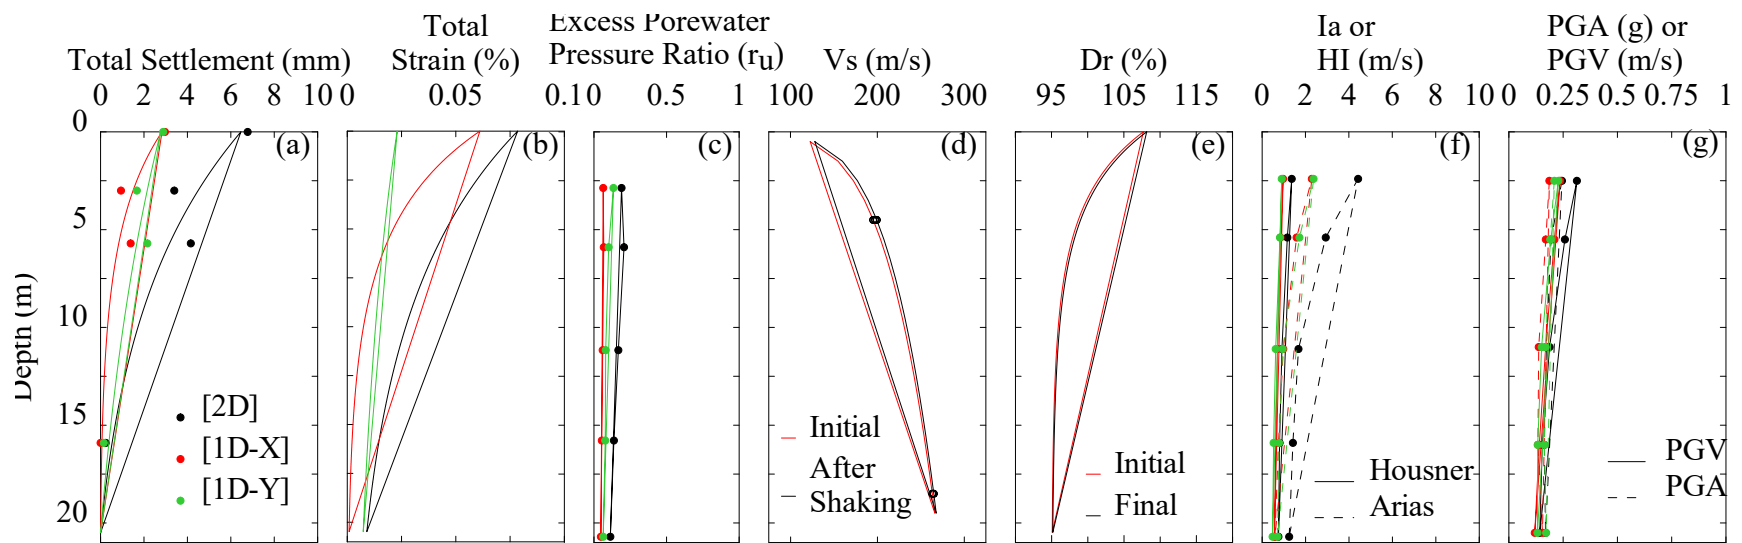 Total Settlement (mm)
0 2 4 6 8 10
Total
Strain (%)
0 0.05 0.1
Excess Porewater
Pressure Ratio (ru)
0 0.5 1
Vs (m/s)
100 200 300
Dr (%)
95 105 115
Ia or
HI (m/s)
0 2 4 6 8 10
PGA (g) or
PGV (m/s)
0 0.25 0.5 0.75 1
Depth (m)
0
5
10
15
20
(a)
(b)
(c)
(d)
(e)
(f)
(g)
[2D]
[1D-X]
[1D-Y]
Initial
After
Shaking
Initial
Final
Housner
Arias
PGV
PGA